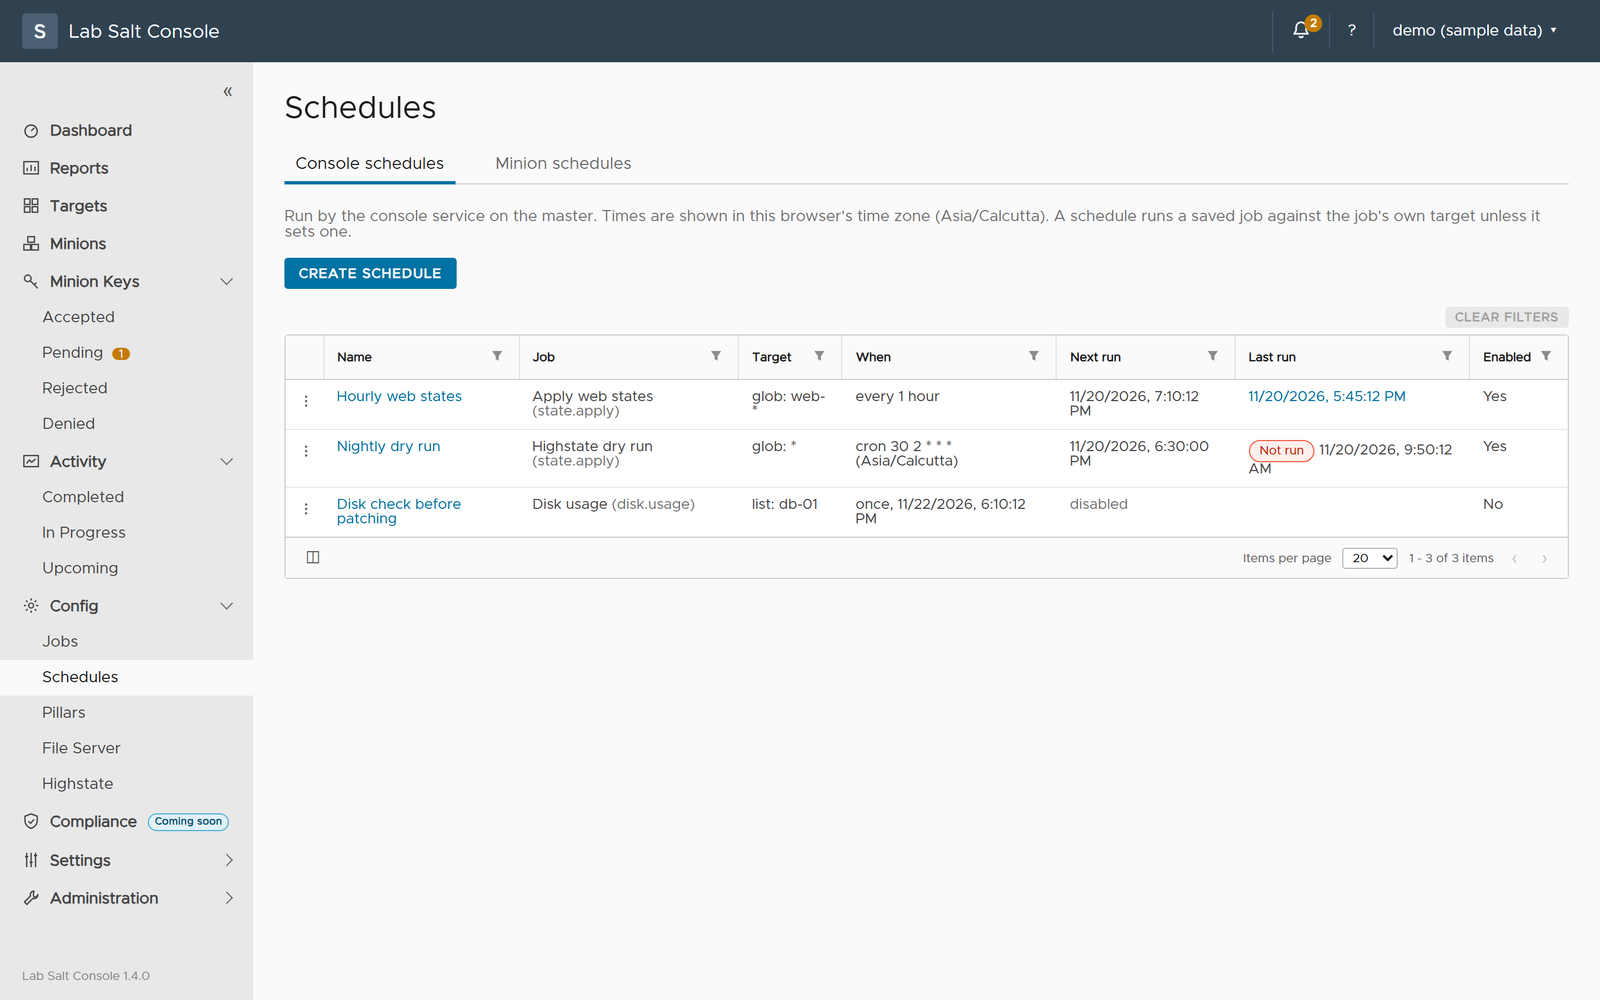 S Lab Salt Console
2
?
demo (sample data)
«
Dashboard
Reports
Targets
Minions
Minion Keys
Accepted
Pending 1
Rejected
Denied
Activity
Completed
In Progress
Upcoming
Config
Jobs
Schedules
Pillars
File Server
Highstate
Compliance Coming soon
Settings
Administration
Lab Salt Console 1.4.0
Schedules
Console schedules Minion schedules
Run by the console service on the master. Times are shown in this browser's time zone (Asia/Calcutta). A schedule runs a saved job against the job's own target unless it
sets one.
CREATE SCHEDULE
CLEAR FILTERS
Name Job Target When Next run Last run Enabled
Hourly web states
Apply web states
(state.apply)
glob: web-
*
every 1 hour
11/20/2026, 7:10:12
PM
11/20/2026, 5:45:12 PM
Yes
Nightly dry run
Highstate dry run
(state.apply)
glob: *
cron 30 2 * * *
(Asia/Calcutta)
11/20/2026, 6:30:00
PM
Not run 11/20/2026, 9:50:12
AM
Yes
Disk check before
patching
Disk usage (disk.usage)
list: db-01
once, 11/22/2026, 6:10:12
PM
disabled
No
Items per page 20 1 - 3 of 3 items